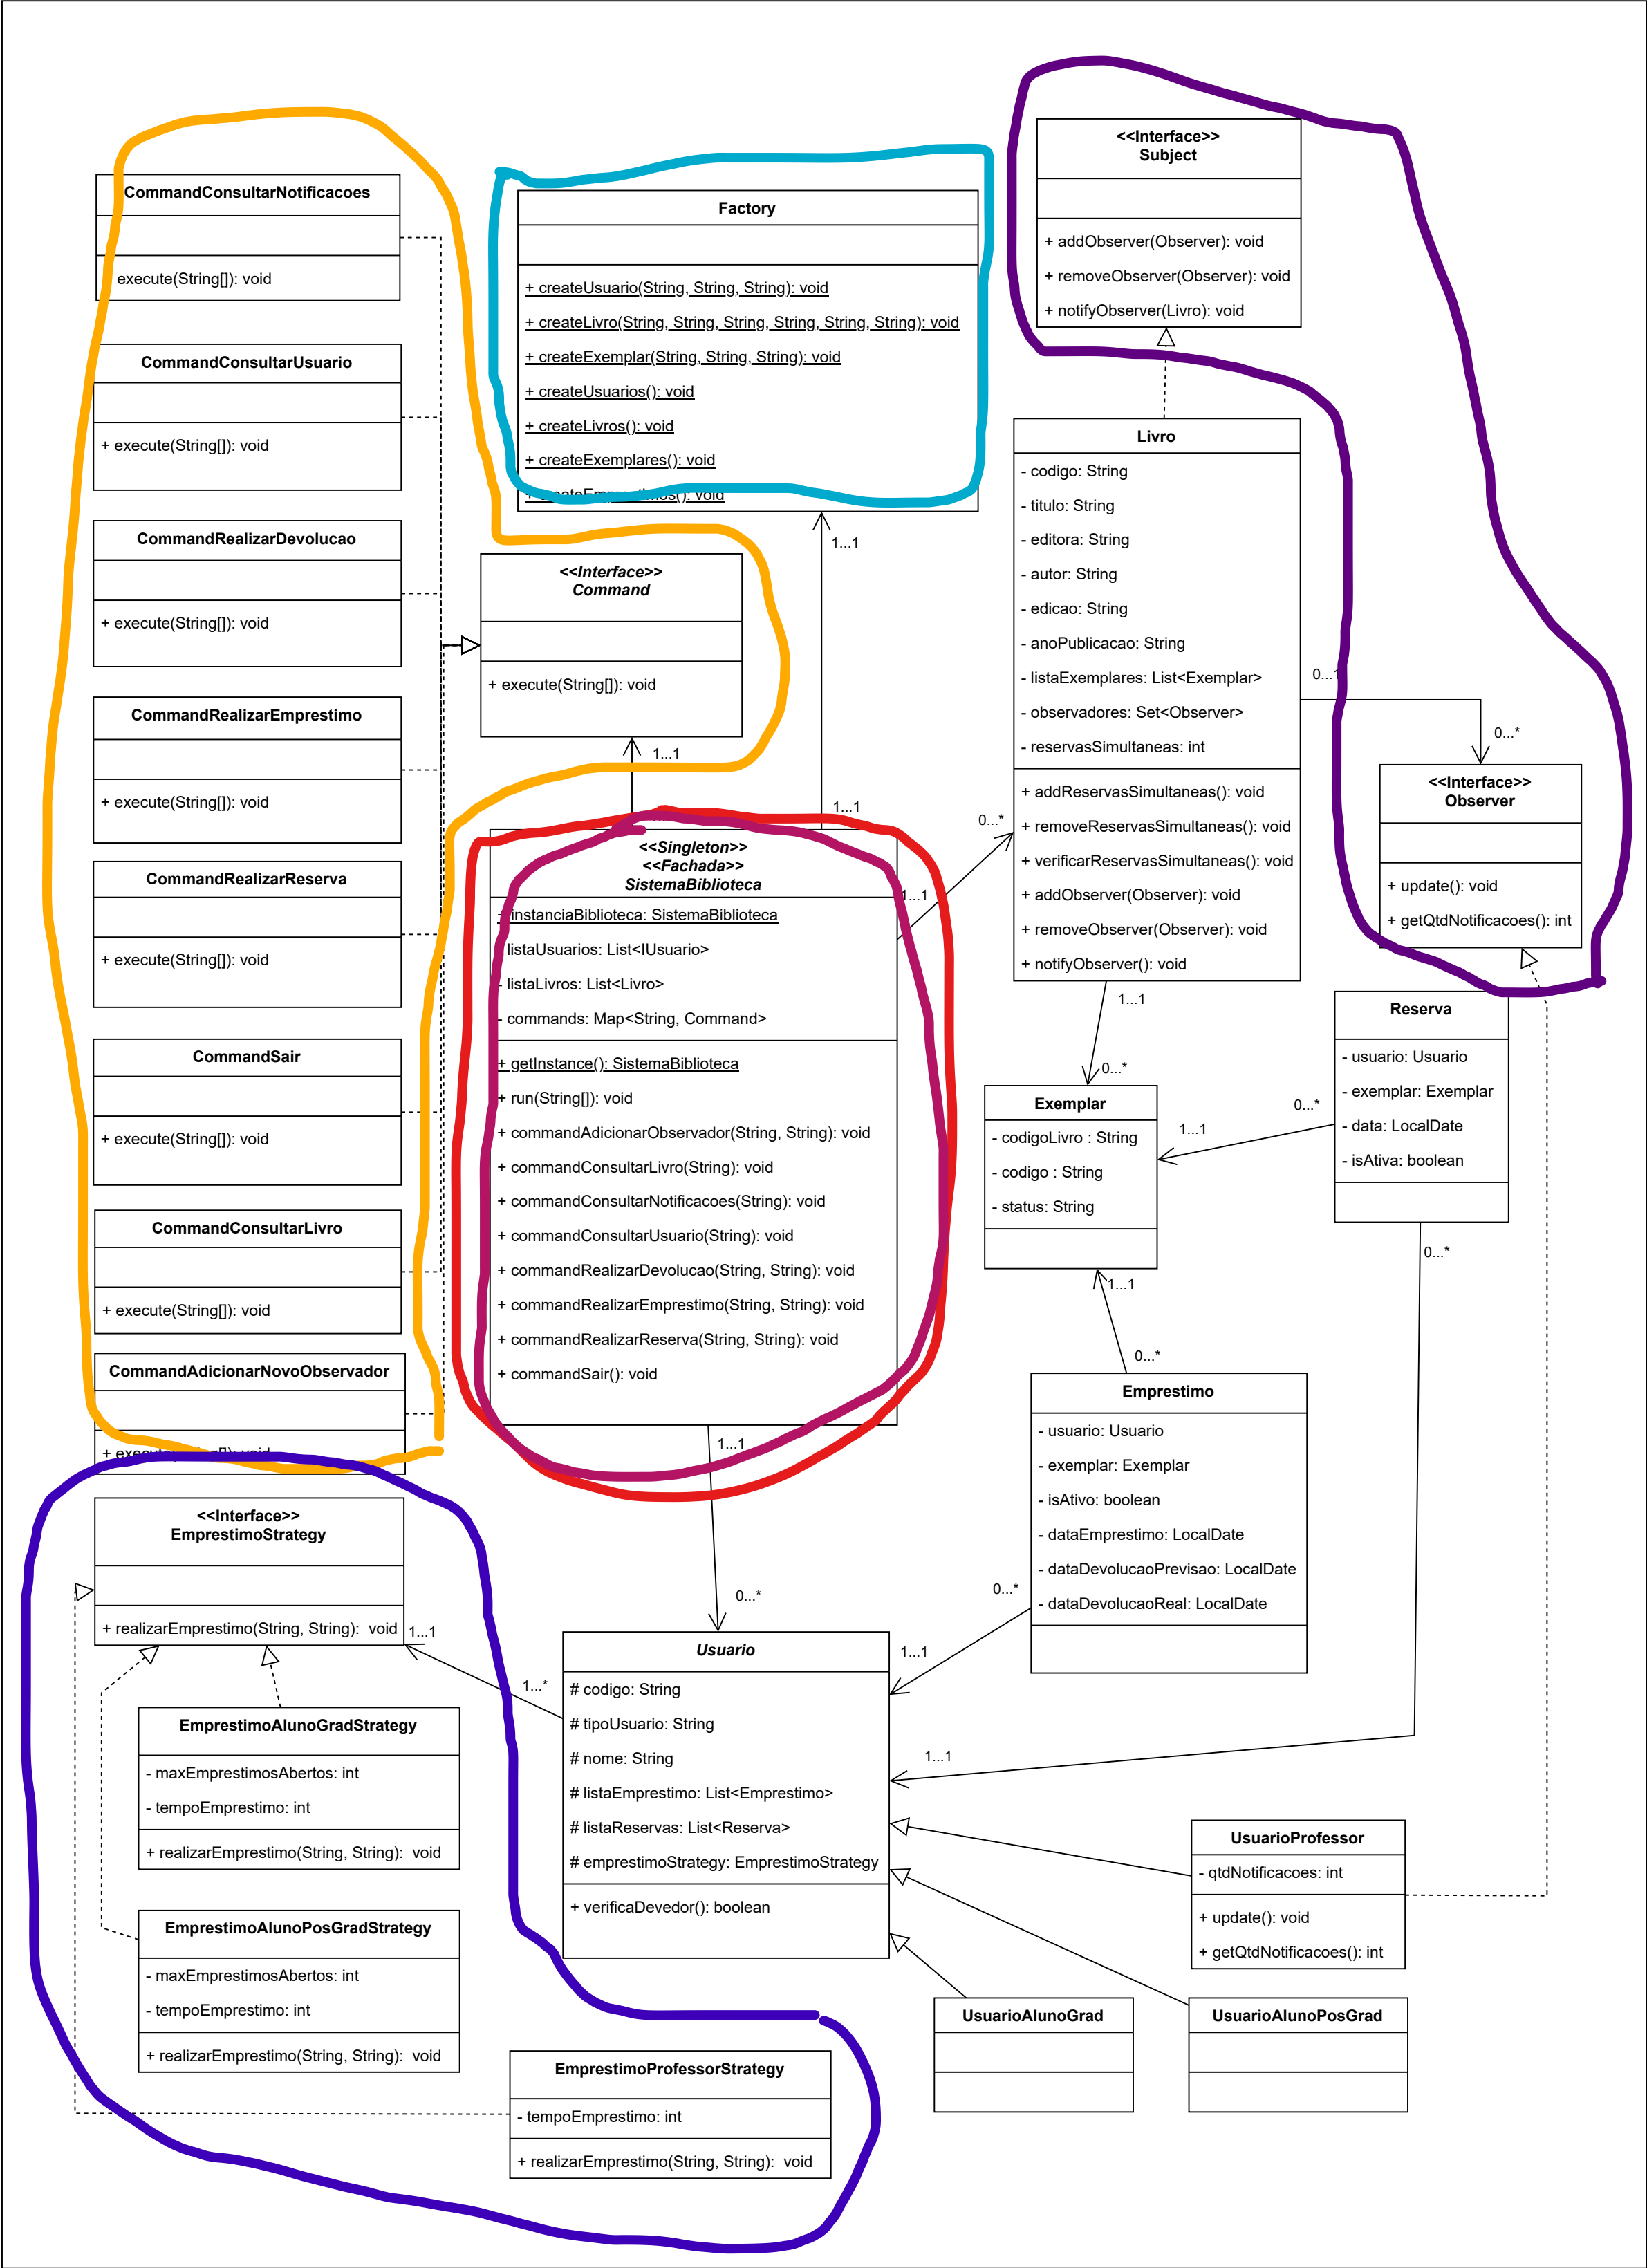 CommandConsultarNotificacoes
execute(String[]): void
CommandConsultarUsuario
+ execute(String[]): void
CommandRealizarDevolucao
+ execute(String[]): void
CommandRealizarEmprestimo
+ execute(String[]): void
CommandRealizarReserva
+ execute(String[]): void
CommandSair
+ execute(String[]): void
CommandConsultarLivro
+ execute(String[]): void
CommandAdicionarNovoObservador
+ execute(String[]): void
Factory
+ createUsuario(String, String, String): void
+ createLivro(String, String, String, String, String, String): void
+ createExemplar(String, String, String): void
+ createUsuarios(): void
+ createLivros(): void
+ createExemplares(): void
+ createEmprestimos(): void
1...1
<<Interface>>
Command
+ execute(String[]): void
1...1
1...1
<<Singleton>>
<<Fachada>>
SistemaBiblioteca
- instanciaBiblioteca: SistemaBiblioteca
listaUsuarios: List<IUsuario>
- listaLivros: List<Livro>
- commands: Map<String, Command>
+ getInstance(): SistemaBiblioteca
+ run(String[]): void
+ commandAdicionarObservador(String, String): void
+ commandConsultarLivro(String): void
+ commandConsultarNotificacoes(String): void
+ commandConsultarUsuario(String): void
+ commandRealizarDevolucao(String, String): void
+ commandRealizarEmprestimo(String, String): void
+ commandRealizarReserva(String, String): void
+ commandSair(): void
1...1
0...*
1...1
0...*
<<Interface>>
Subject
+ addObserver(Observer): void
+ removeObserver(Observer): void
+ notifyObserver(Livro): void
Livro
- codigo: String
- titulo: String
- editora: String
- autor: String
- edicao: String
- anoPublicacao: String
- listaExemplares: List<Exemplar>
- observadores: Set<Observer>
- reservasSimultaneas: int
+ addReservasSimultaneas(): void
+ removeReservasSimultaneas(): void
+ verificarReservasSimultaneas(): void
+ addObserver(Observer): void
+ removeObserver(Observer): void
+ notifyObserver(): void
0...1
0...*
<<Interface>>
Observer
+ update(): void
+ getQtdNotificacoes(): int
1...1
0...*
Exemplar
- codigoLivro : String
- codigo : String
- status: String
Reserva
- usuario: Usuario
- exemplar: Exemplar
- data: LocalDate
- isAtiva: boolean
0...*
1...1
0...*
1...1
0...*
Emprestimo
- usuario: Usuario
- exemplar: Exemplar
- isAtivo: boolean
- dataEmprestimo: LocalDate
- dataDevolucaoPrevisao: LocalDate
- dataDevolucaoReal: LocalDate
0...*
1...1
1...1
<<Interface>>
EmprestimoStrategy
+ realizarEmprestimo(String, String): void
1...1
1...*
EmprestimoAlunoGradStrategy
- maxEmprestimosAbertos: int
- tempoEmprestimo: int
+ realizarEmprestimo(String, String): void
EmprestimoAlunoPosGradStrategy
- maxEmprestimosAbertos: int
- tempoEmprestimo: int
+ realizarEmprestimo(String, String): void
EmprestimoProfessorStrategy
- tempoEmprestimo: int
+ realizarEmprestimo(String, String): void
Usuario
# codigo: String
# tipoUsuario: String
# nome: String
# listaEmprestimo: List<Emprestimo>
# listaReservas: List<Reserva>
# emprestimoStrategy: EmprestimoStrategy
+ verificaDevedor(): boolean
UsuarioProfessor
- qtdNotificacoes: int
+ update(): void
+ getQtdNotificacoes(): int
UsuarioAlunoGrad
UsuarioAlunoPosGrad